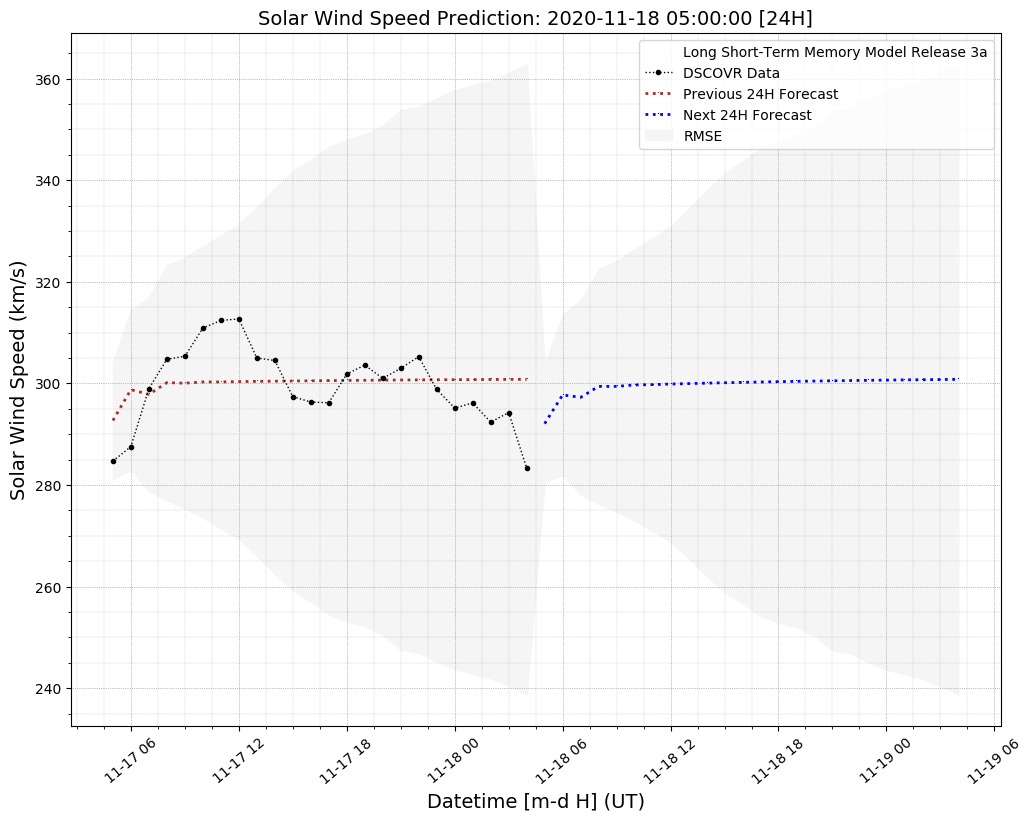 Solar Wind Speed Prediction: 2020-11-18 05:00:00 [24H]
Long Short-Term Memory Model Release 3a
DSCOVR Data
Previous 24H Forecast
Next 24H Forecast
RMSE
Solar Wind Speed (km/s)
360
340
320
300
280
260
240
11-17 06
11-17 12
11-17 18
11-18 00
11-18 06
11-18 12
11-18 18
11-19 00
11-19 06
Datetime [m-d H] (UT)